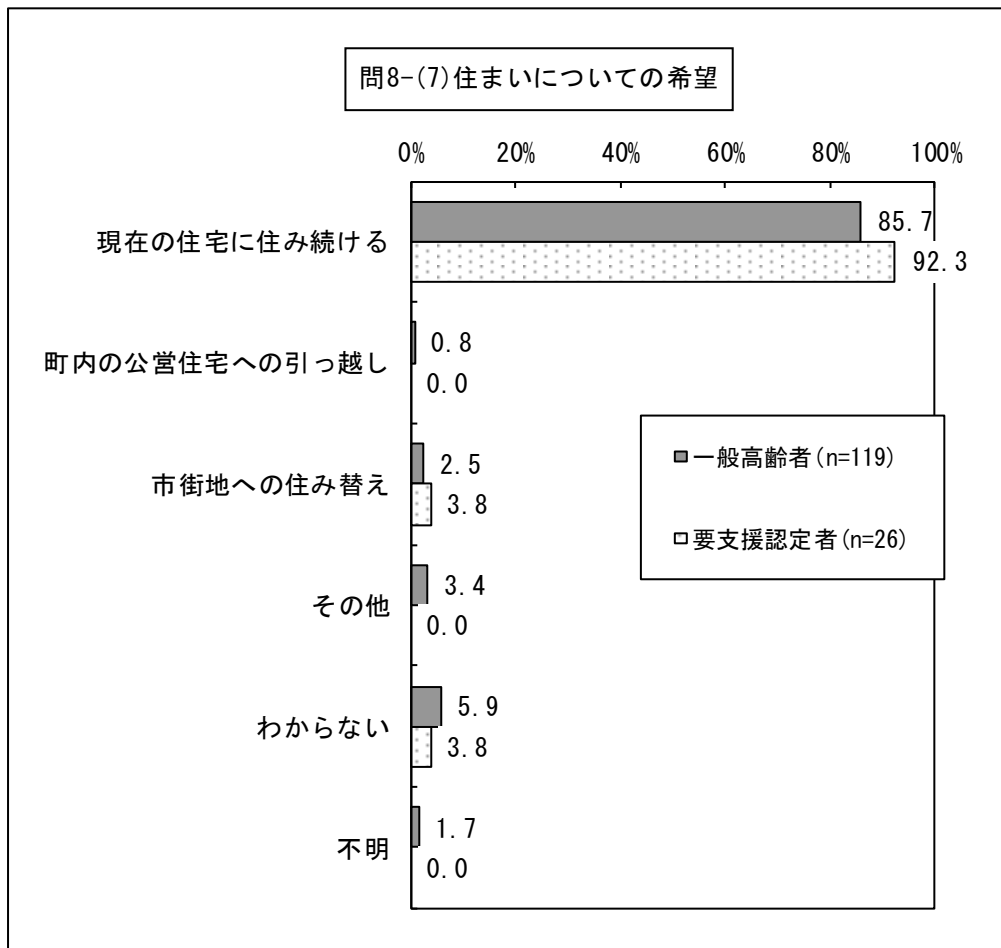 問8-(7)住まいについての希望
0% 20% 40% 60% 80% 100%
現在の住宅に住み続ける
85.7
92.3
町内の公営住宅への引っ越し
0.8
0.0
市街地への住み替え
2.5
3.8
その他
3.4
0.0
わからない
5.9
3.8
不明
1.7
0.0
一般高齢者(n=119)
要支援認定者(n=26)